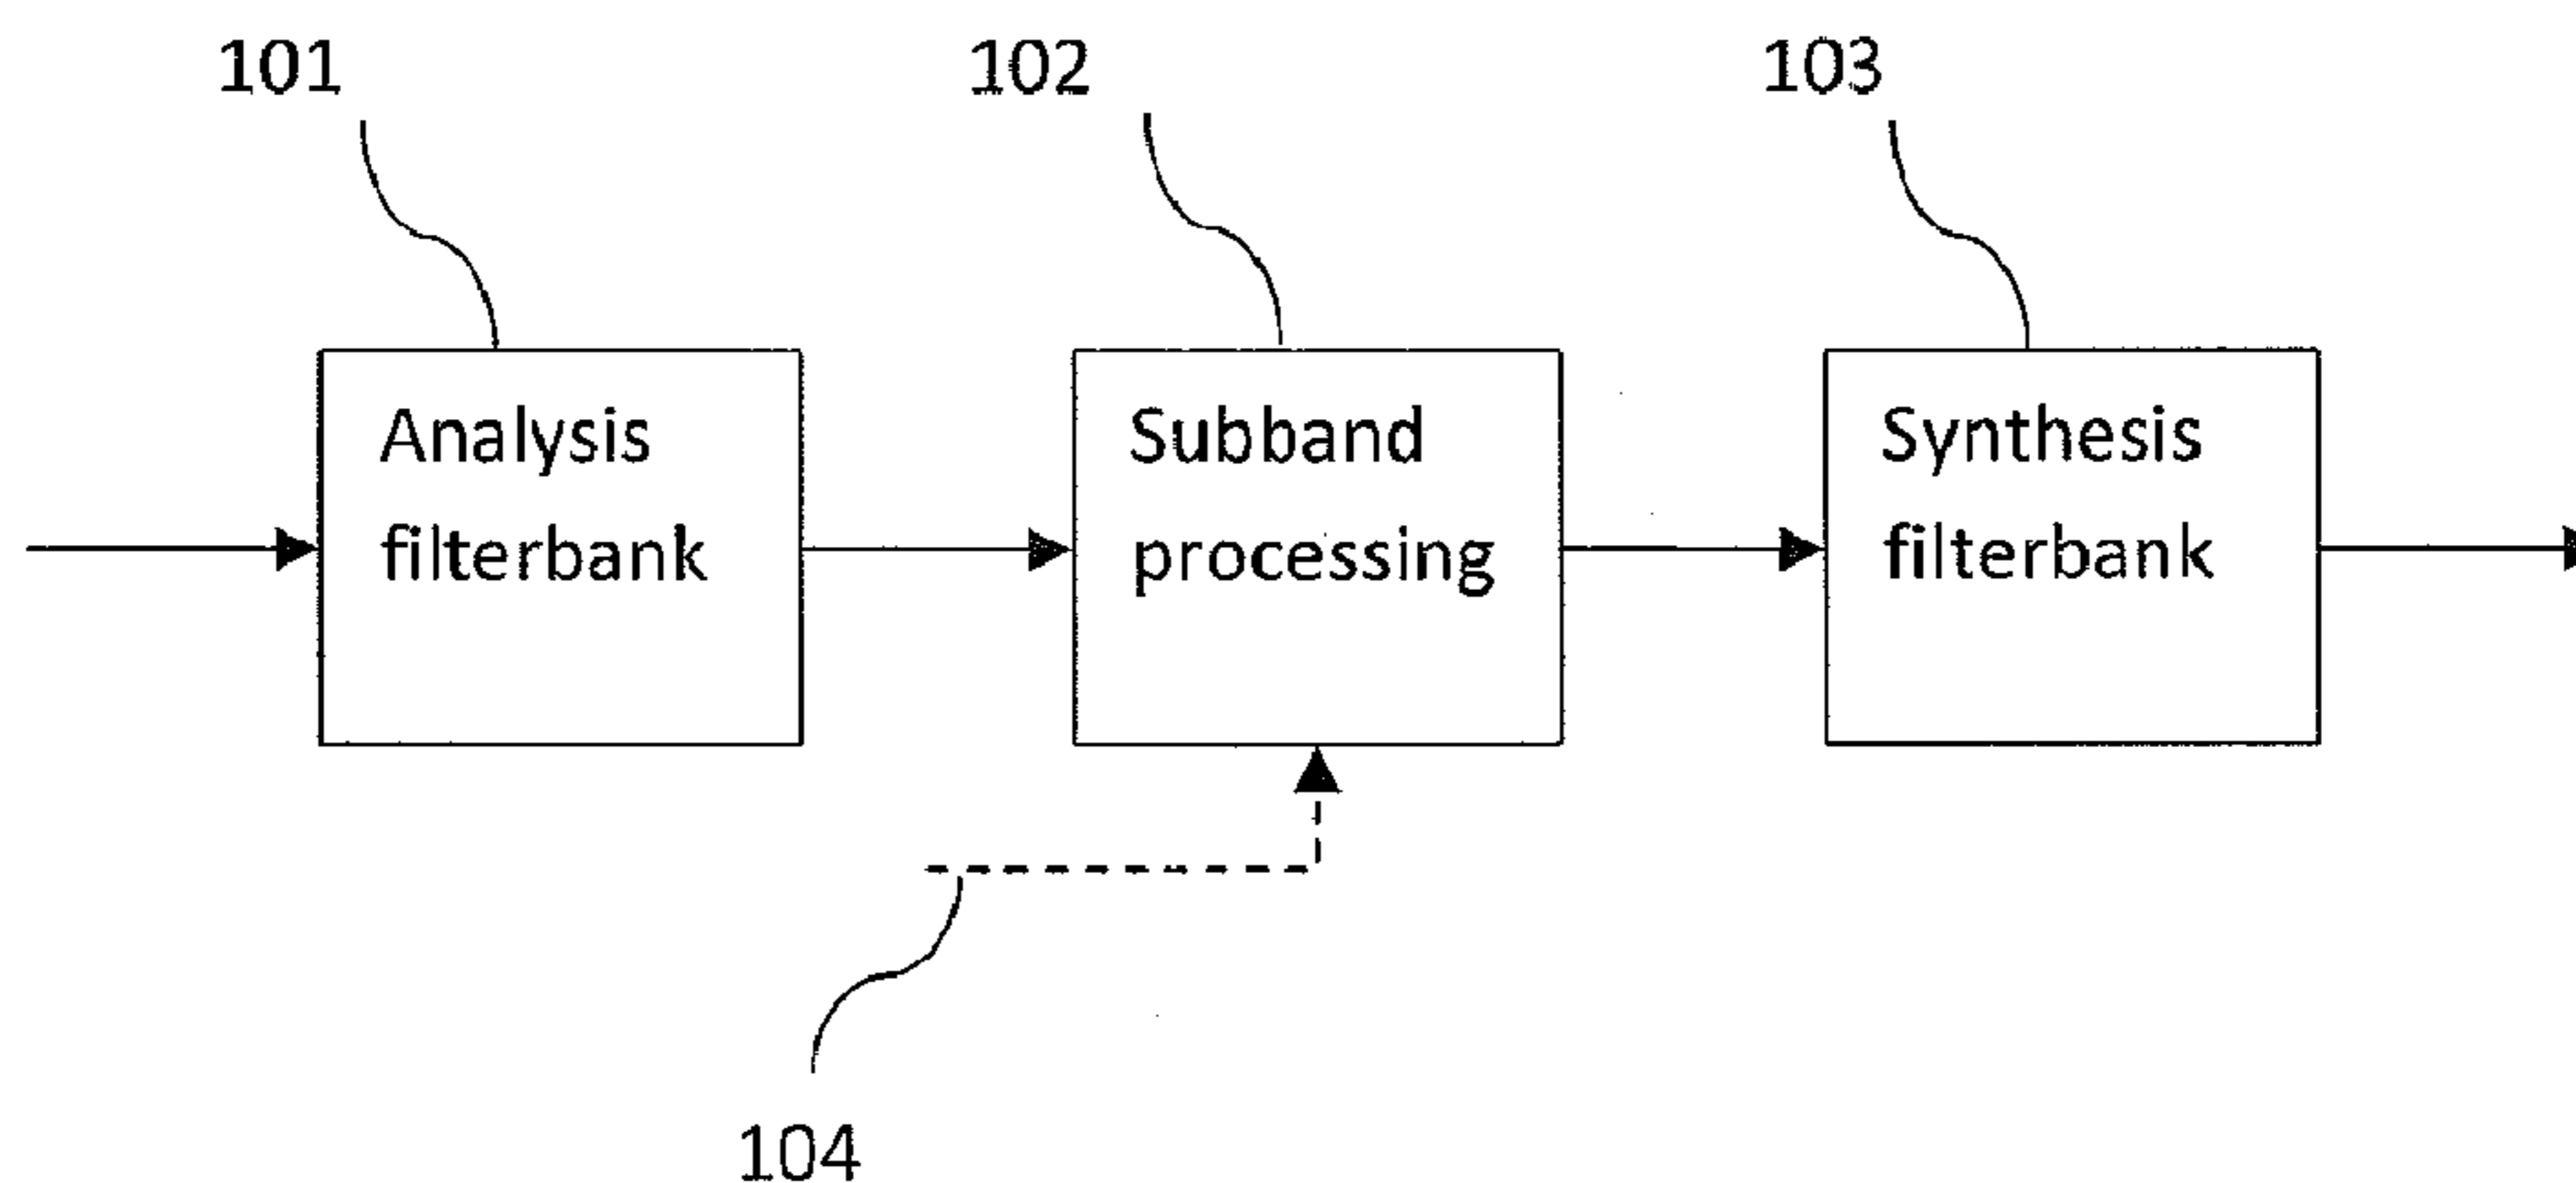 101
102
103
Analysis
filterbank
Subband
processing
Synthesis
filterbank
104